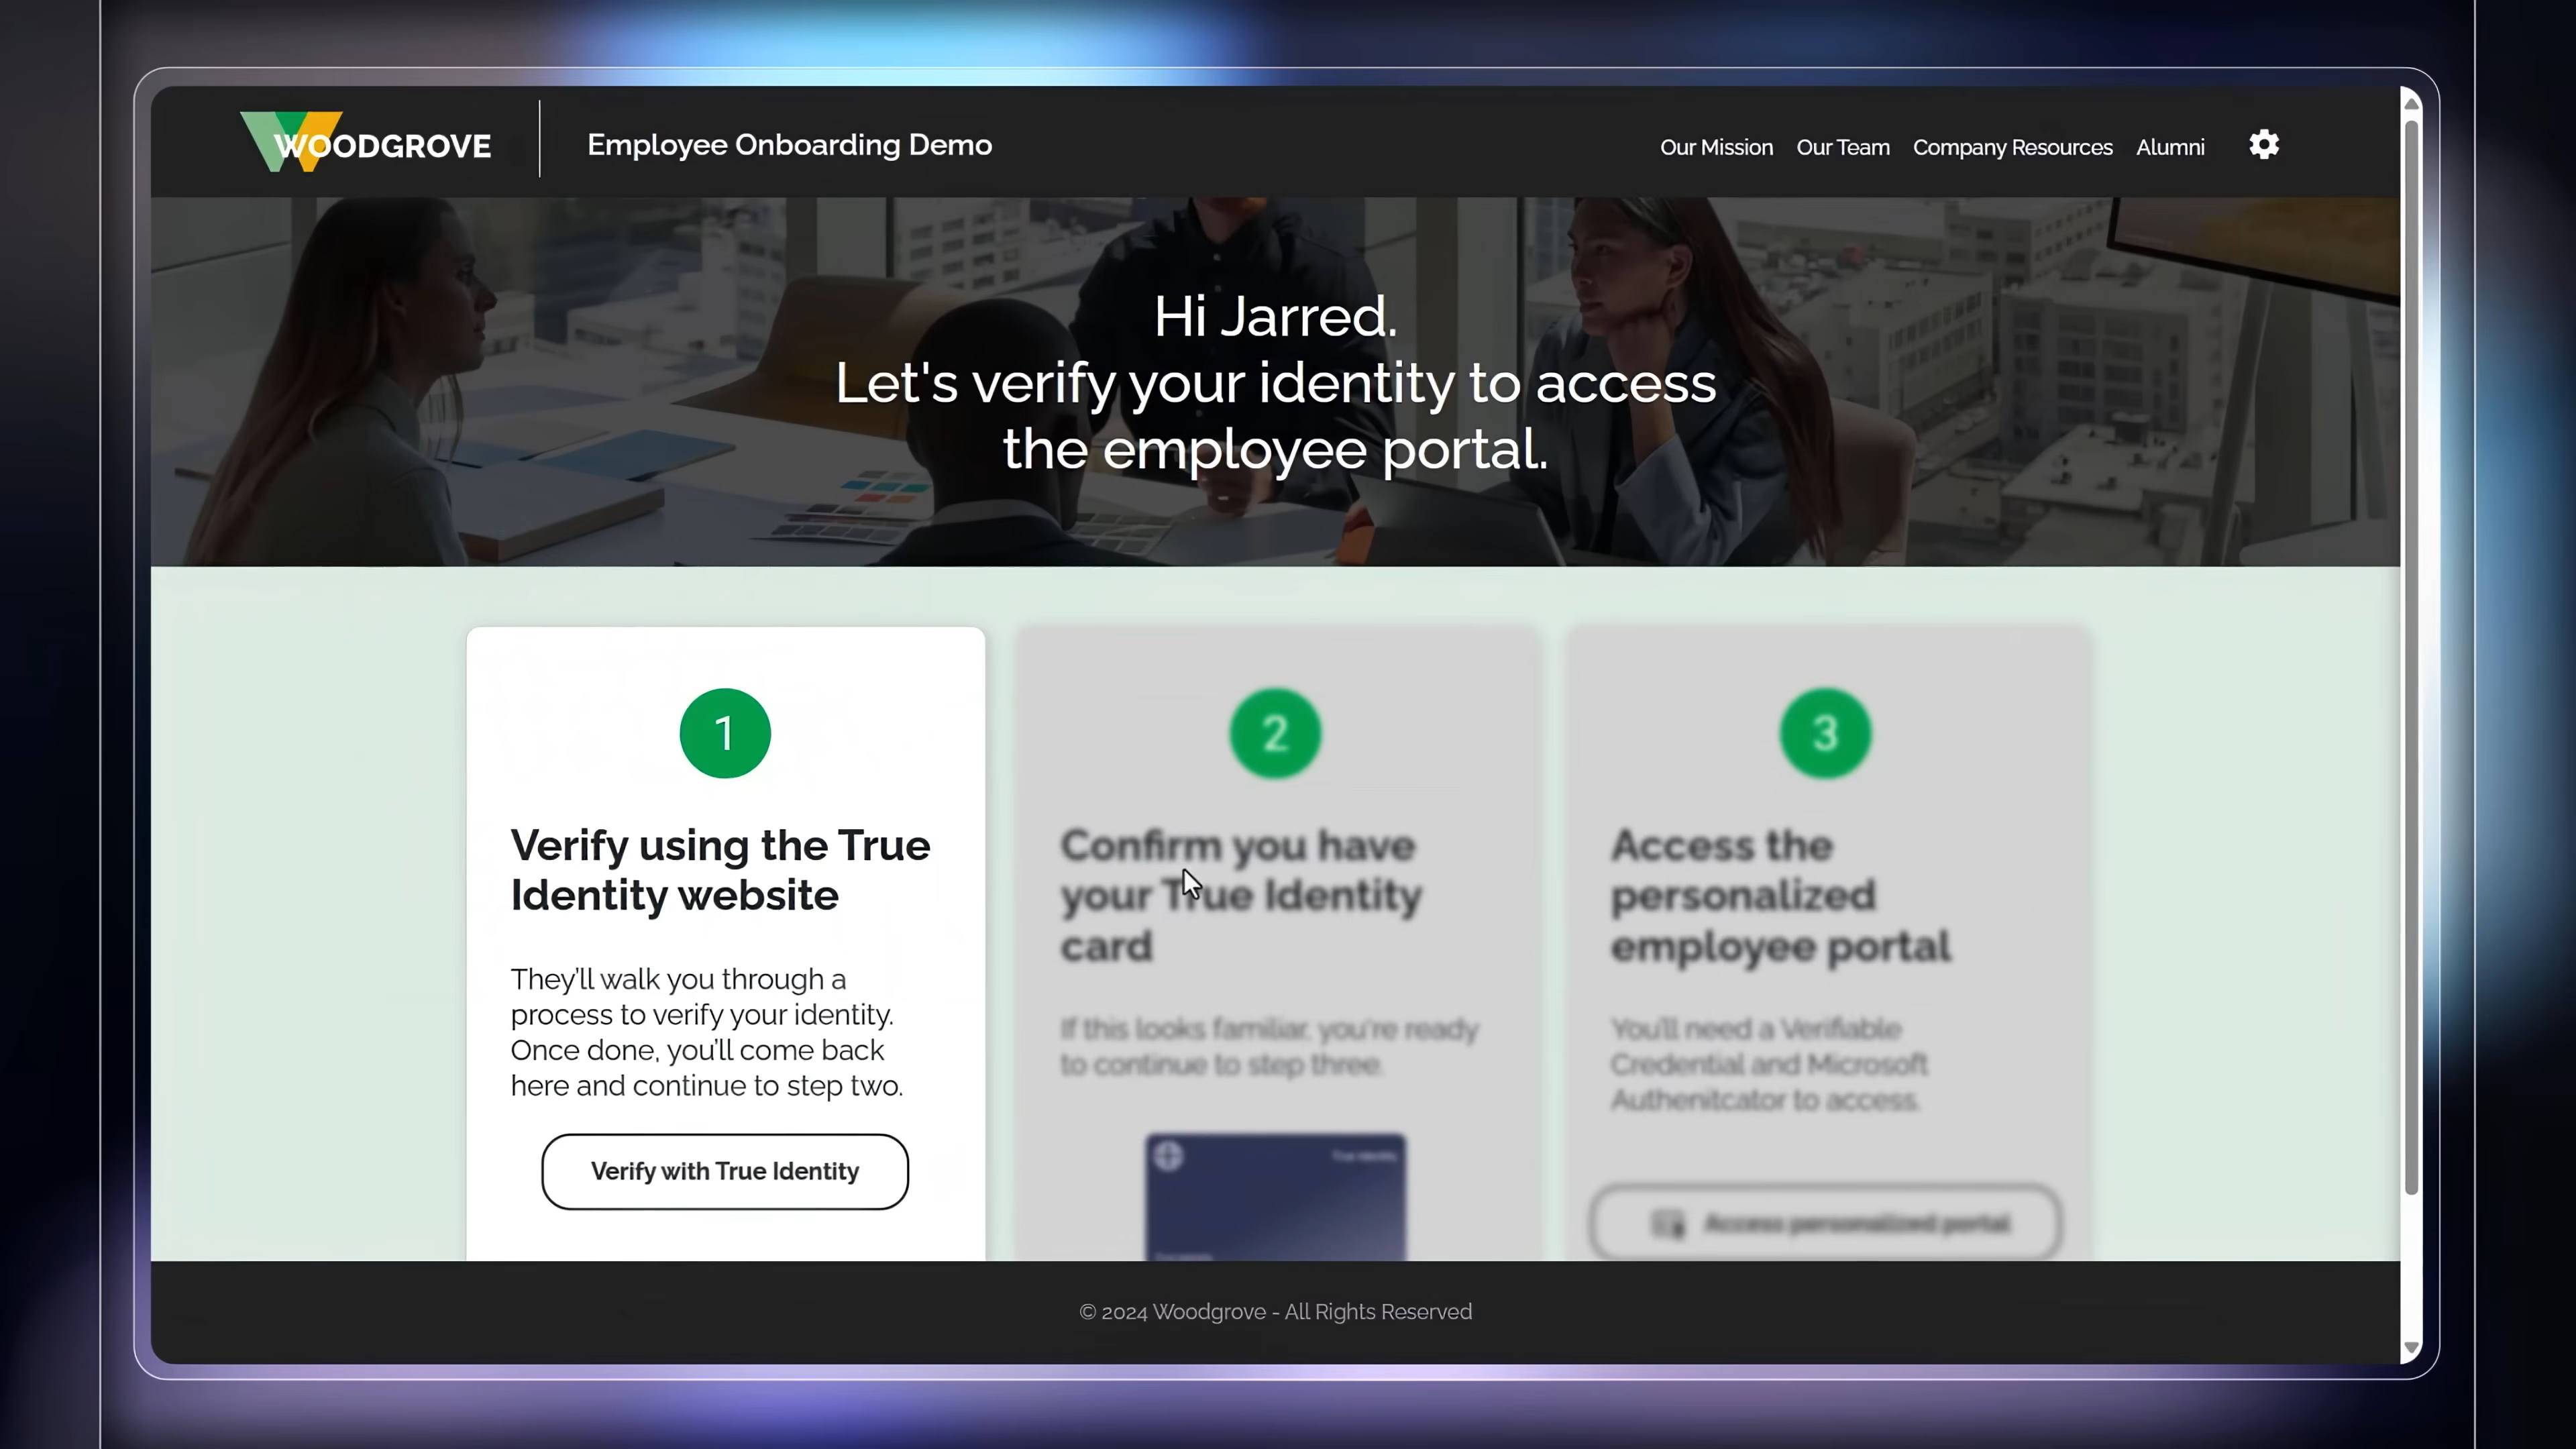 WOODGROVE
Employee Onboarding Demo
Our Mission Our Team Company Resources Alumni
Hi Jarred.
Let's verify your identity to access
the employee portal.
1
Verify using the True
Identity website
They'll walk you through a
process to verify your identity.
Once done, you'll come back
here and continue to step two.
Verify with True Identity
2
Confirm you have
your True Identity
card
If this looks familiar, you're ready
to continue to step three.
True Identity
3
Access the
personalized
employee portal
You'll need a Verifiable
Credential and Microsoft
Authenitcator to access.
Access personalized portal
© 2024 Woodgrove - All Rights Reserved